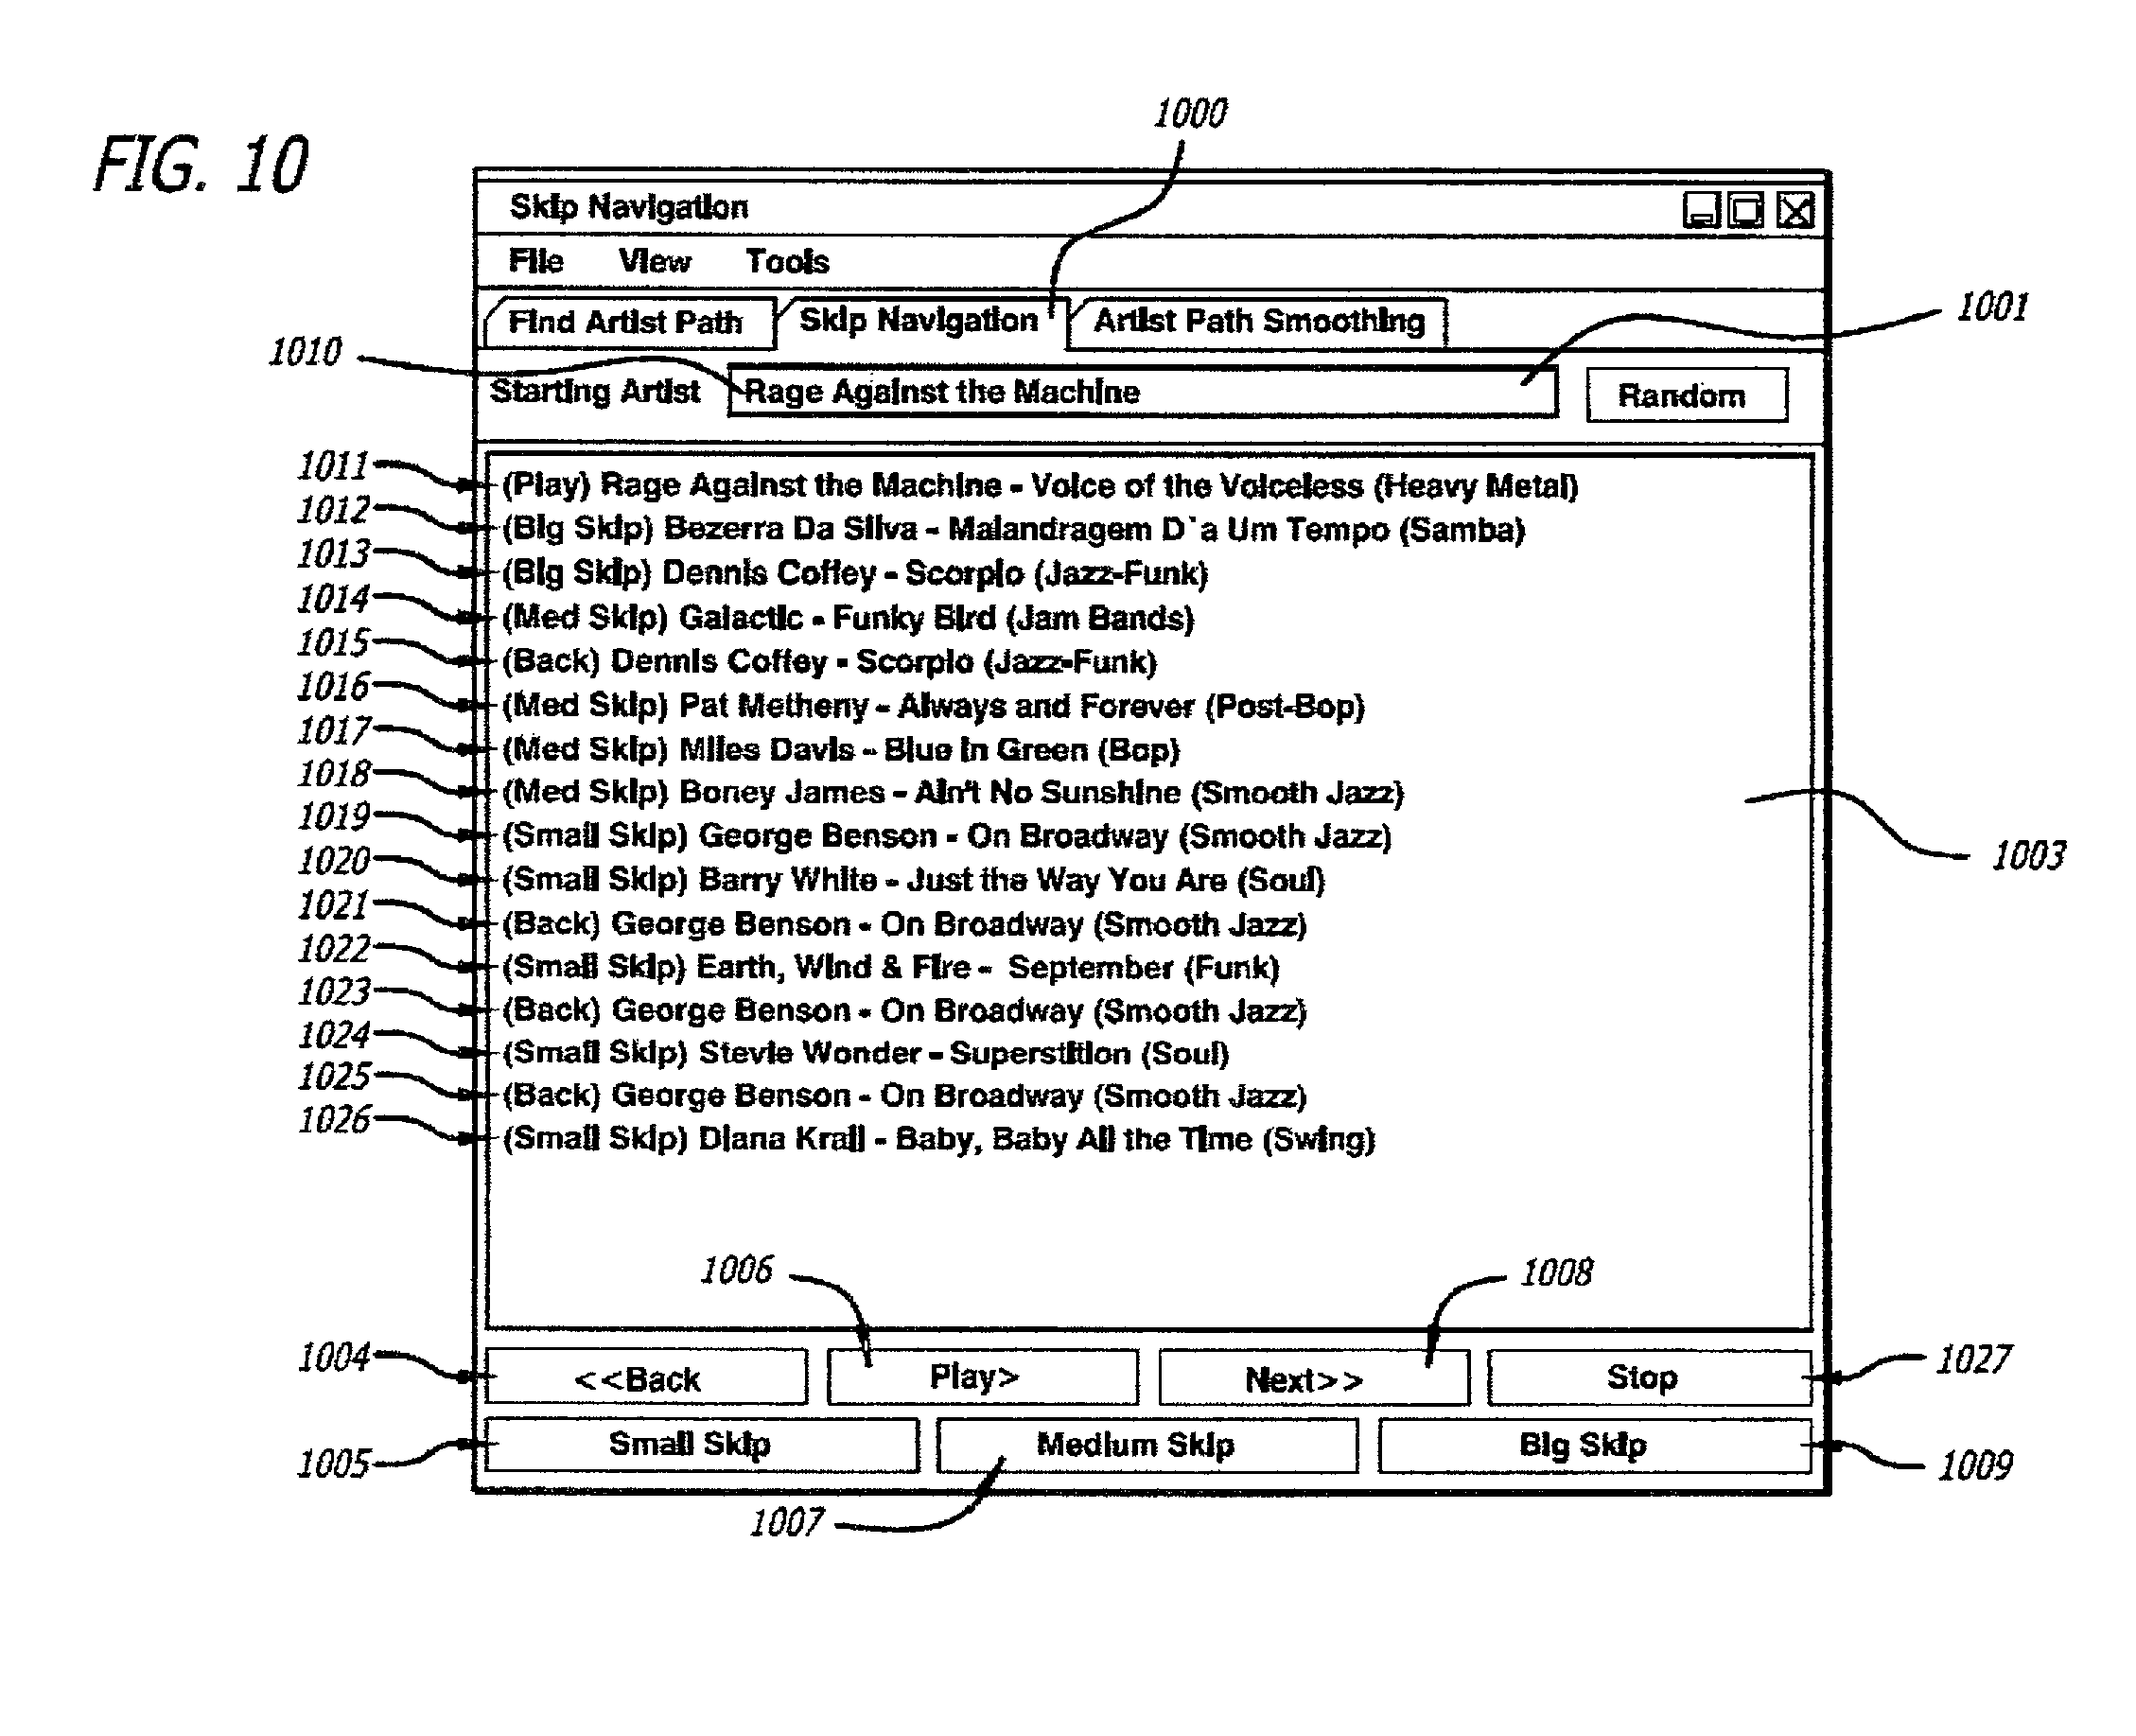 FIG. 10
1000
Skip Navigation
File View Tools
Find Artist Path Skip Navigation Artist Path Smoothing
1001
1010
Starting Artist Rage Against the Machine Random
1011 (Play) Rage Against the Machine - Voice of the Voiceless (Heavy Metal)
1012 (Big Skip) Bezerra Da Silva - Malandragem D`a Um Tempo (Samba)
1013 (Big Skip) Dennis Coffey - Scorpio (Jazz-Funk)
1014 (Med Skip) Galactic - Funky Bird (Jam Bands)
1015 (Back) Dennis Coffey - Scorpio (Jazz-Funk)
1016 (Med Skip) Pat Metheny - Always and Forever (Post-Bop)
1017 (Med Skip) Miles Davis - Blue in Green (Bop)
1018 (Med Skip) Boney James - Ain't No Sunshine (Smooth Jazz)
1019 (Small Skip) George Benson - On Broadway (Smooth Jazz)
1003
1020 (Small Skip) Barry White - Just the Way You Are (Soul)
1021 (Back) George Benson - On Broadway (Smooth Jazz)
1022 (Small Skip) Earth, Wind & Fire - September (Funk)
1023 (Back) George Benson - On Broadway (Smooth Jazz)
1024 (Small Skip) Stevie Wonder - Superstition (Soul)
1025 (Back) George Benson - On Broadway (Smooth Jazz)
1026 (Small Skip) Diana Krall - Baby, Baby All the Time (Swing)
1006 1008
1004 <<Back Play> Next>> Stop 1027
1005 Small Skip Medium Skip Big Skip 1009
1007